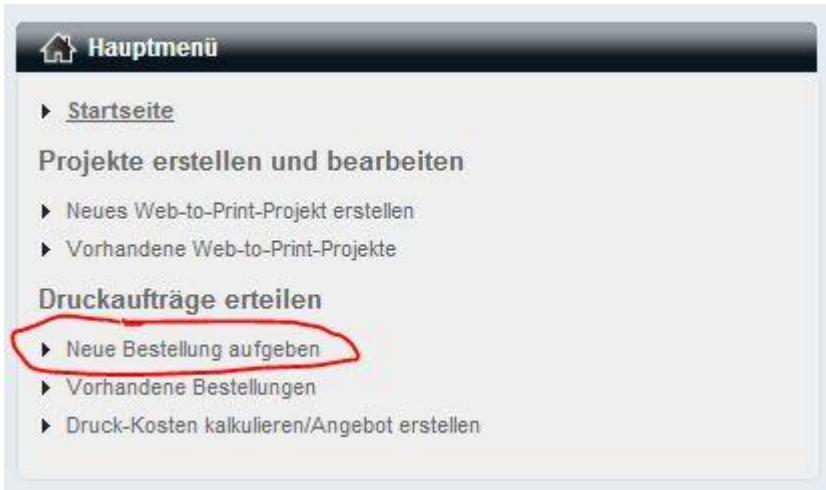 Hauptmenü
Startseite
Projekte erstellen und bearbeiten
Neues Web-to-Print-Projekt erstellen
Vorhandene Web-to-Print-Projekte
Druckaufträge erteilen
Neue Bestellung aufgeben
Vorhandene Bestellungen
Druck-Kosten kalkulieren/Angebot erstellen